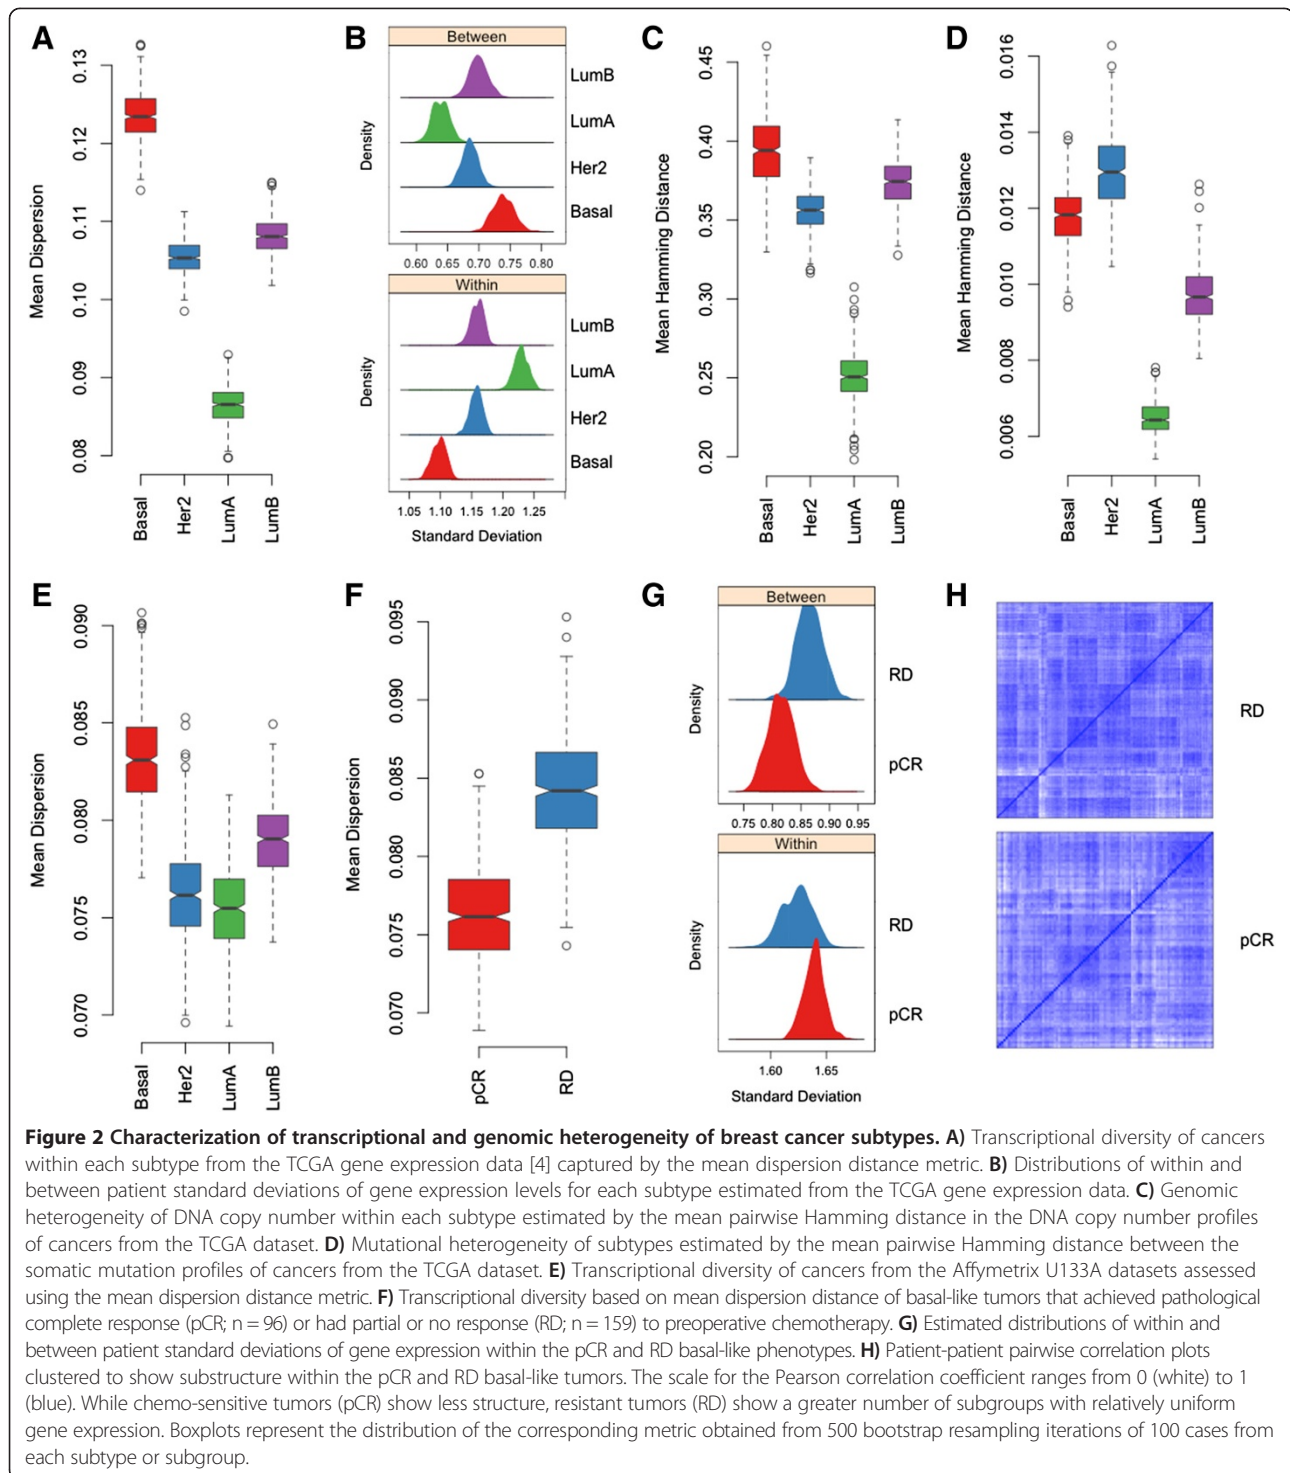 A
Mean Dispersion
0.13
0.12
0.11
0.10
0.09
0.08
Basal
Her2
LumA
LumB
B
Between
Density
LumB
LumA
Her2
Basal
0.60 0.65 0.70 0.75 0.80
Within
Density
LumB
LumA
Her2
Basal
1.05 1.10 1.15 1.20 1.25
Standard Deviation
C
Mean Hamming Distance
0.45
0.40
0.35
0.30
0.25
0.20
Basal
Her2
LumA
LumB
D
Mean Hamming Distance
0.016
0.014
0.012
0.010
0.008
0.006
Basal
Her2
LumA
LumB
E
Mean Dispersion
0.090
0.085
0.080
0.075
0.070
Basal
Her2
LumA
LumB
F
Mean Dispersion
0.095
0.090
0.085
0.080
0.075
0.070
pCR
RD
G
Between
Density
RD
pCR
0.75 0.80 0.85 0.90 0.95
Within
Density
RD
pCR
1.60 1.65
Standard Deviation
H
RD
pCR
Figure 2 Characterization of transcriptional and genomic heterogeneity of breast cancer subtypes. A) Transcriptional diversity of cancers
within each subtype from the TCGA gene expression data [4] captured by the mean dispersion distance metric. B) Distributions of within and
between patient standard deviations of gene expression levels for each subtype estimated from the TCGA gene expression data. C) Genomic
heterogeneity of DNA copy number within each subtype estimated by the mean pairwise Hamming distance in the DNA copy number profiles
of cancers from the TCGA dataset. D) Mutational heterogeneity of subtypes estimated by the mean pairwise Hamming distance between the
somatic mutation profiles of cancers from the TCGA dataset. E) Transcriptional diversity of cancers from the Affymetrix U133A datasets assessed
using the mean dispersion distance metric. F) Transcriptional diversity based on mean dispersion distance of basal-like tumors that achieved pathological
complete response (pCR; n = 96) or had partial or no response (RD; n = 159) to preoperative chemotherapy. G) Estimated distributions of within and
between patient standard deviations of gene expression within the pCR and RD basal-like phenotypes. H) Patient-patient pairwise correlation plots
clustered to show substructure within the pCR and RD basal-like tumors. The scale for the Pearson correlation coefficient ranges from 0 (white) to 1
(blue). While chemo-sensitive tumors (pCR) show less structure, resistant tumors (RD) show a greater number of subgroups with relatively uniform
gene expression. Boxplots represent the distribution of the corresponding metric obtained from 500 bootstrap resampling iterations of 100 cases from
each subtype or subgroup.